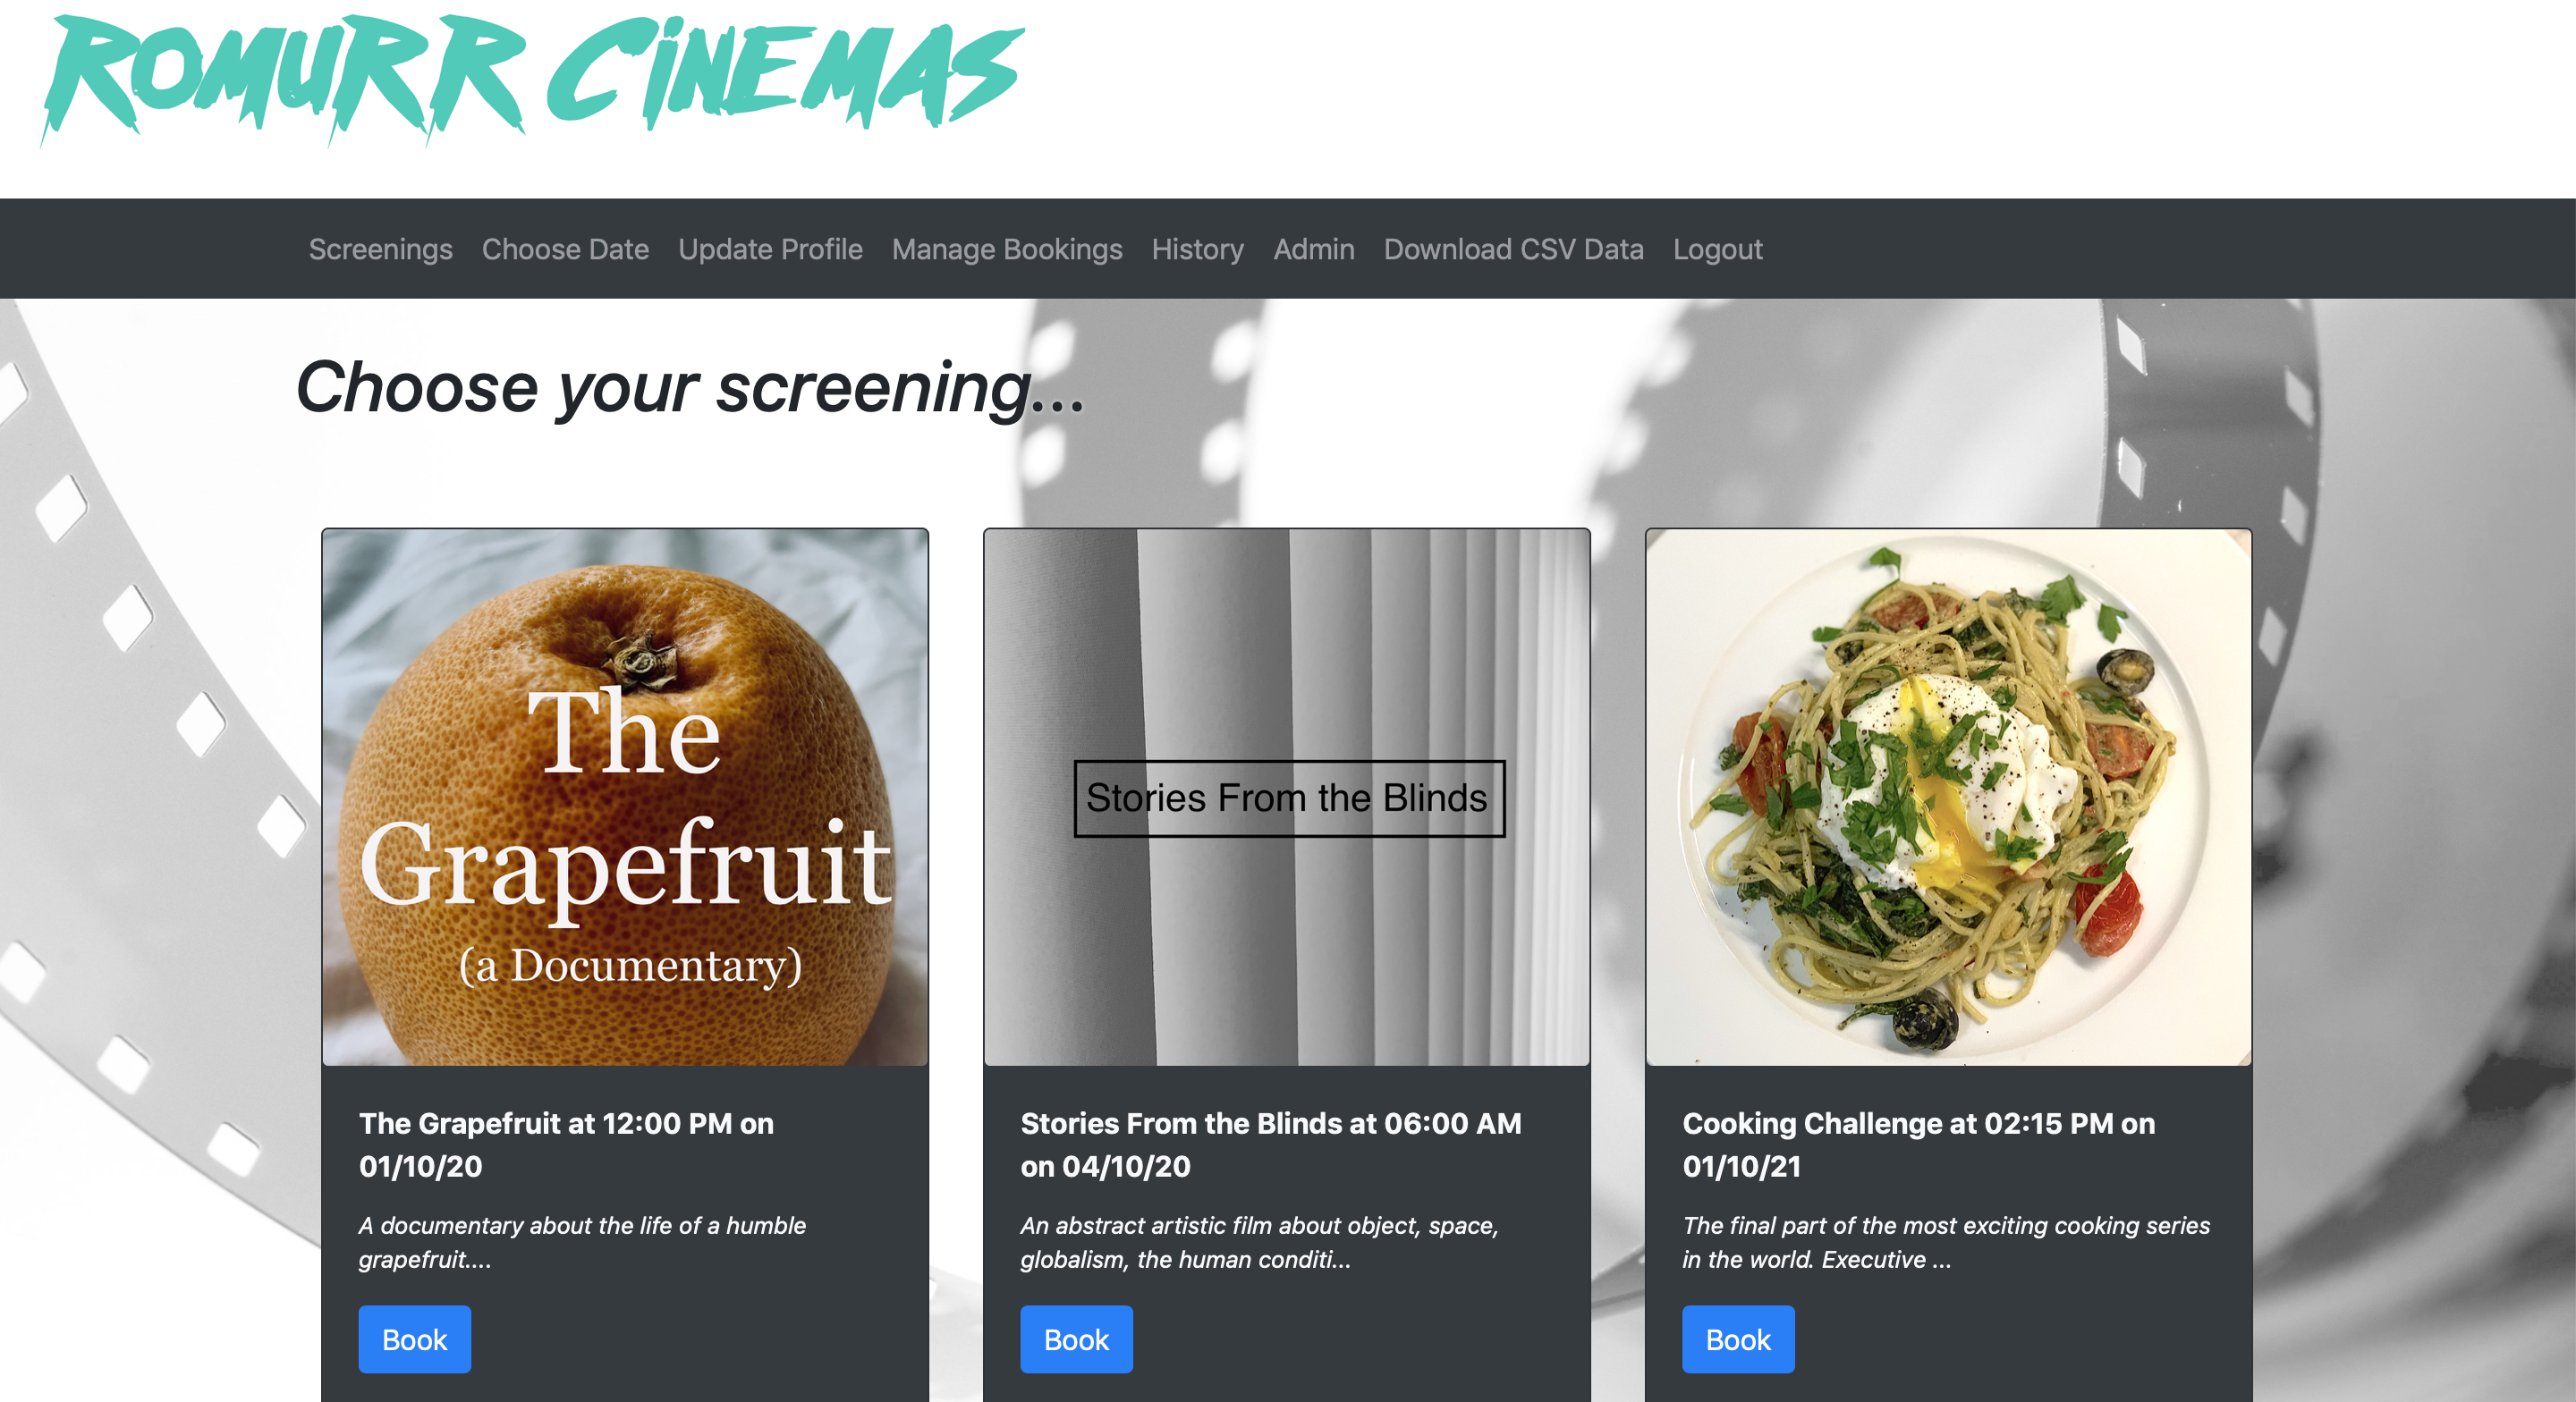 RomuRR Cinemas
Screenings Choose Date Update Profile Manage Bookings History Admin Download CSV Data Logout
Choose your screening...
The
Grapefruit
(a Documentary)
The Grapefruit at 12:00 PM on
01/10/20
A documentary about the life of a humble
grapefruit....
Book
Stories From the Blinds
Stories From the Blinds at 06:00 AM
on 04/10/20
An abstract artistic film about object, space,
globalism, the human conditi...
Book
Cooking Challenge at 02:15 PM on
01/10/21
The final part of the most exciting cooking series
in the world. Executive ...
Book